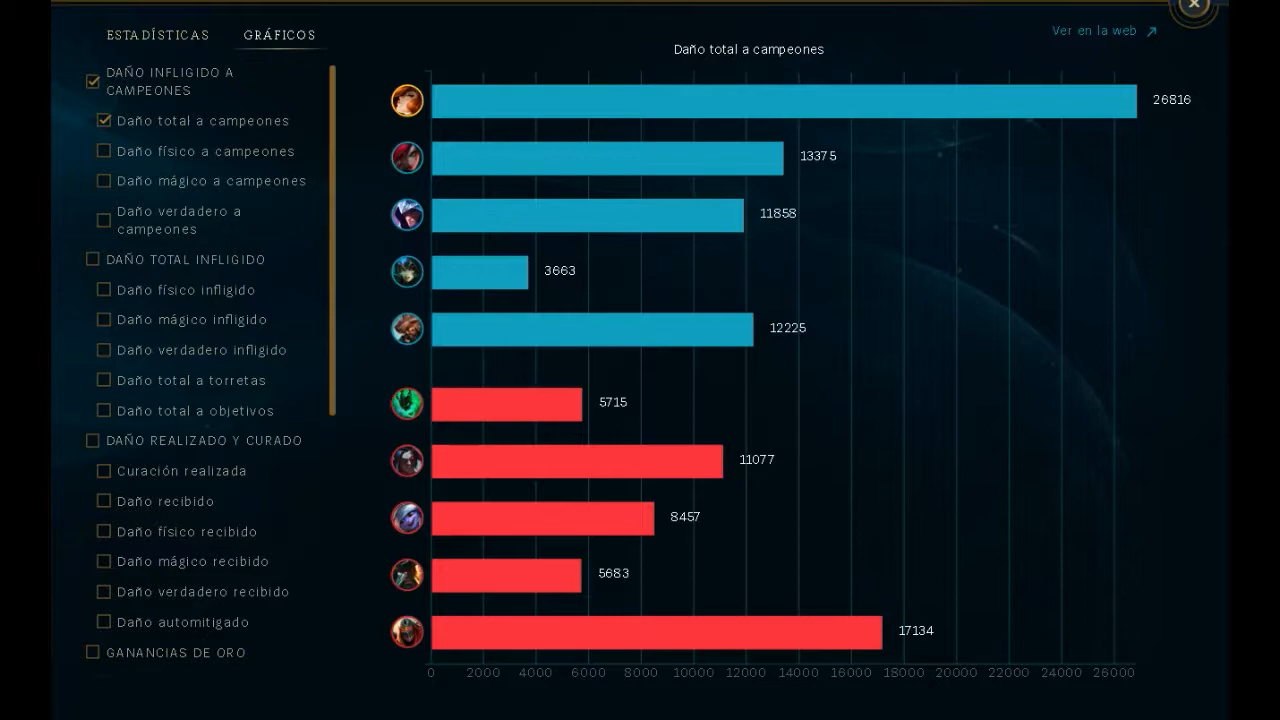 ESTADÍSTICAS
GRÁFICOS
Ver en la web
Daño total a campeones
DAÑO INFLIGIDO A
CAMPEONES
Daño total a campeones
Daño físico a campeones
Daño mágico a campeones
Daño verdadero a
campeones
DAÑO TOTAL INFLIGIDO
Daño físico infligido
Daño mágico infligido
Daño verdadero infligido
Daño total a torretas
Daño total a objetivos
DAÑO REALIZADO Y CURADO
Curación realizada
Daño recibido
Daño físico recibido
Daño mágico recibido
Daño verdadero recibido
Daño automitigado
GANANCIAS DE ORO
26816
13375
11858
3663
12225
5715
11077
8457
5683
17134
0 2000 4000 6000 8000 10000 12000 14000 16000 18000 20000 22000 24000 26000